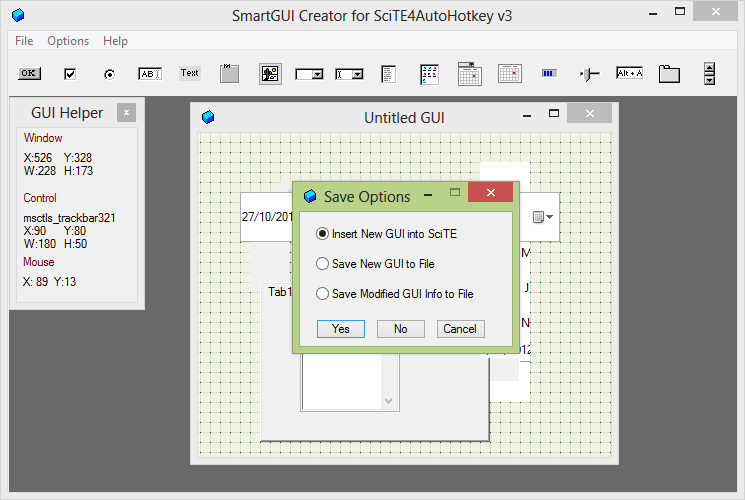 SmartGUI Creator for SciTE4AutoHotkey v3
File Options Help
OK AB Text Alt + A
GUI Helper x
Window
X:526 Y:328
W:228 H:173
Control
msctls_trackbar321
X:90 Y:80
W:180 H:50
Mouse
X: 89 Y:13
Untitled GUI
Save Options
27/10/201
Insert New GUI into SciTE
M
Save New GUI to File
J
Tab1
Save Modified GUI Info to File
N
Yes No Cancel
012